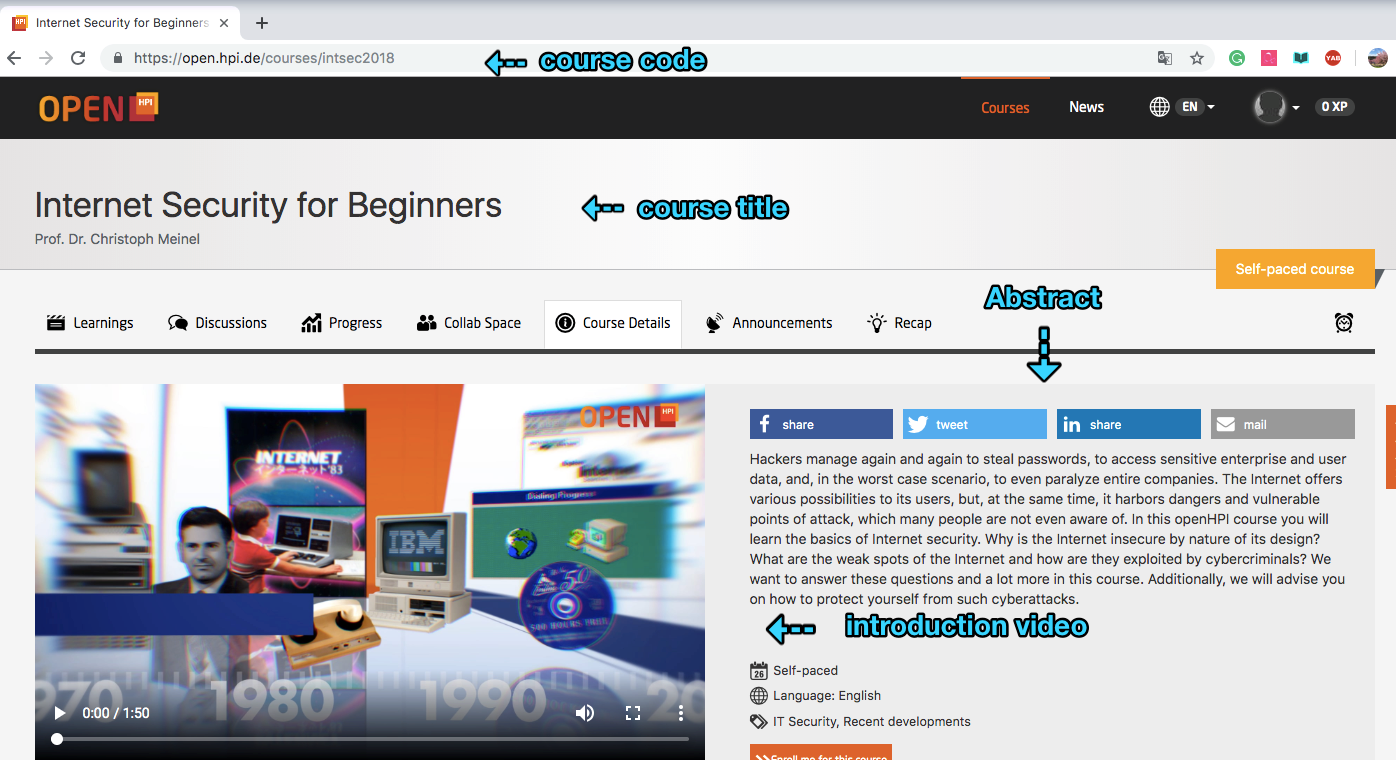 Internet Security for Beginners
https://open.hpi.de/courses/intsec2018
course code
YAB
OPEN HPI
Courses
News
EN
0 XP
Internet Security for Beginners
course title
Prof. Dr. Christoph Meinel
Self-paced course
Abstract
Learnings
Discussions
Progress
Collab Space
Course Details
Announcements
Recap
OPEN HPI
INTERNET
インターネット'83
Dialing Progress
IBM
5.0
1970
1980
1990
0:00 / 1:50
share
tweet
share
mail
Hackers manage again and again to steal passwords, to access sensitive enterprise and user
data, and, in the worst case scenario, to even paralyze entire companies. The Internet offers
various possibilities to its users, but, at the same time, it harbors dangers and vulnerable
points of attack, which many people are not even aware of. In this openHPI course you will
learn the basics of Internet security. Why is the Internet insecure by nature of its design?
What are the weak spots of the Internet and how are they exploited by cybercriminals? We
want to answer these questions and a lot more in this course. Additionally, we will advise you
on how to protect yourself from such cyberattacks.
introduction video
26
Self-paced
Language: English
IT Security, Recent developments
Enroll me for this course